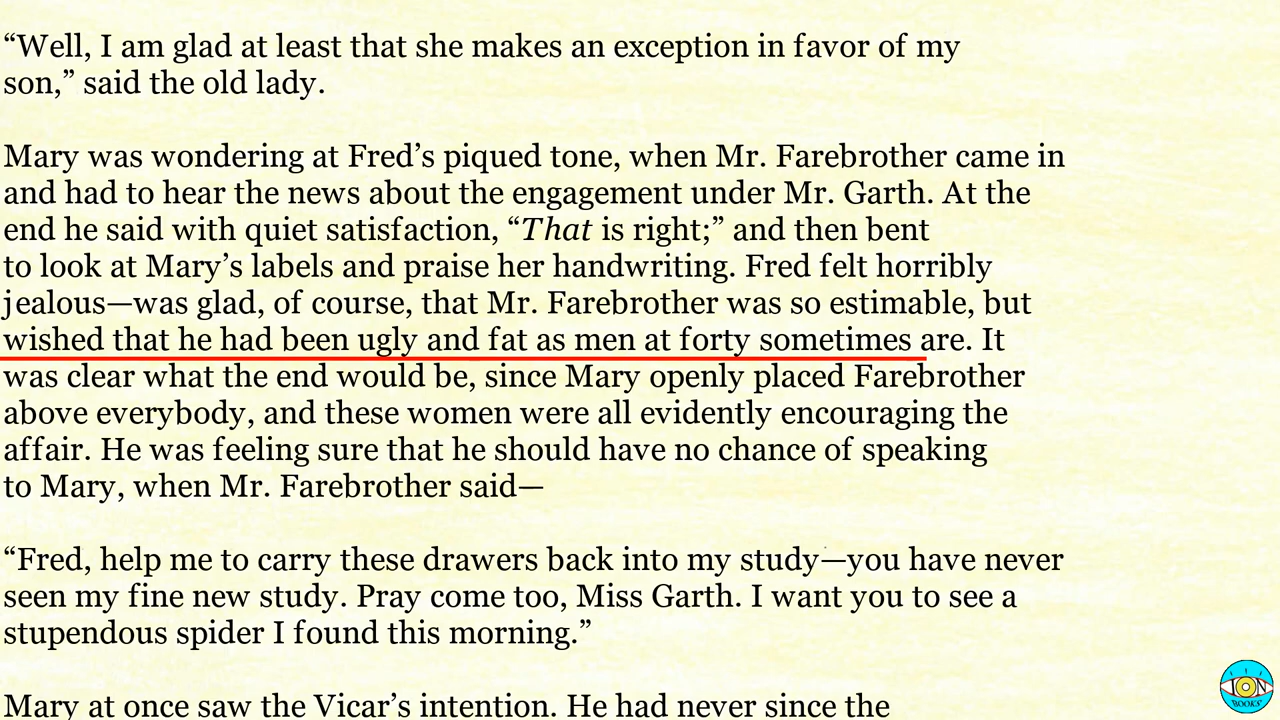 “Well, I am glad at least that she makes an exception in favor of my
son,” said the old lady.
Mary was wondering at Fred’s piqued tone, when Mr. Farebrother came in
and had to hear the news about the engagement under Mr. Garth. At the
end he said with quiet satisfaction, “That is right;” and then bent
to look at Mary’s labels and praise her handwriting. Fred felt horribly
jealous—was glad, of course, that Mr. Farebrother was so estimable, but
wished that he had been ugly and fat as men at forty sometimes are. It
was clear what the end would be, since Mary openly placed Farebrother
above everybody, and these women were all evidently encouraging the
affair. He was feeling sure that he should have no chance of speaking
to Mary, when Mr. Farebrother said—
“Fred, help me to carry these drawers back into my study—you have never
seen my fine new study. Pray come too, Miss Garth. I want you to see a
stupendous spider I found this morning.”
Mary at once saw the Vicar’s intention. He had never since the
ION
BOOKS